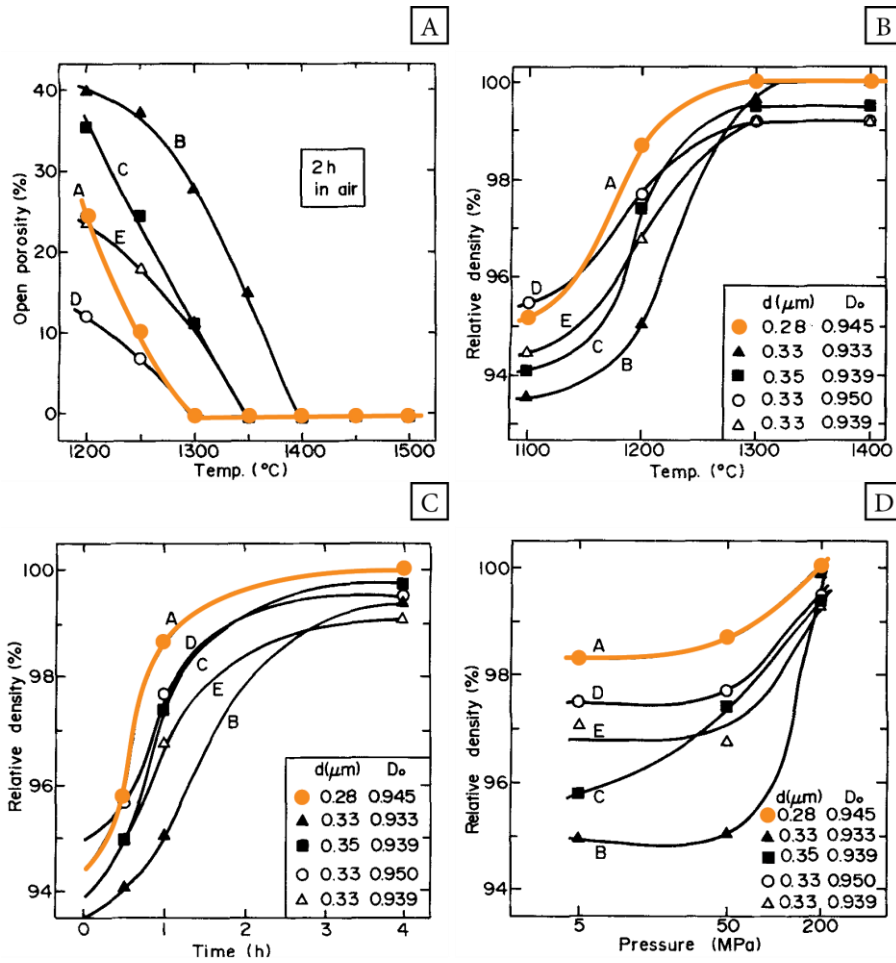 A
Open porosity (%)
40
30
20
10
0
1200
1300
1400
1500
Temp. (°C)
2h
in air
A
B
C
D
E
B
Relative density (%)
100
98
96
94
1100
1200
1300
1400
Temp. (°C)
A
B
C
D
E
d (μm) Do
0.28 0.945
0.33 0.933
0.35 0.939
0.33 0.950
0.33 0.939
C
Relative density (%)
100
98
96
94
0
1
2
3
4
Time (h)
A
D
C
E
B
d(μm) Do
0.28 0.945
0.33 0.933
0.35 0.939
0.33 0.950
0.33 0.939
D
Relative density (%)
100
98
96
94
5
50
200
Pressure (MPa)
A
D
E
C
B
d(μm) Do
0.28 0.945
0.33 0.933
0.35 0.939
0.33 0.950
0.33 0.939